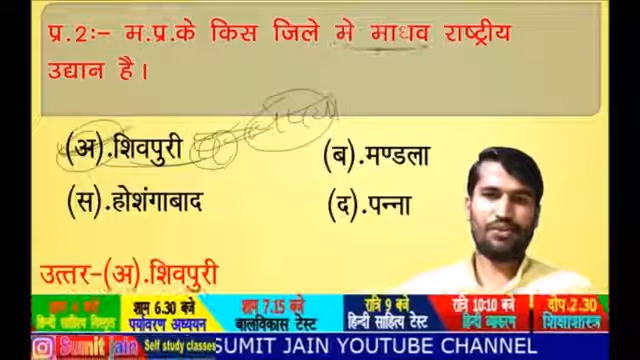 प्र.2ः- म.प्र.के किस जिले मे माधव राष्ट्रीय
उद्यान है।
(अ).शिवपुरी
(ब).मण्डला
(स).होशंगाबाद
(द).पन्ना
उत्तर-(अ).शिवपुरी
शाम 6.30 बजे
पर्यावरण अध्ययन
शाम 7.15 बजे
बालविकास टेस्ट
रात्रि 9 बजे
हिन्दी साहित्य टेस्ट
रात्रि 10:10 बजे
हिन्दी व्याकरण
दोप.2.30
शिक्षाशास्त्र
Sumit Jain Self study classes
SUMIT JAIN YOUTUBE CHANNEL